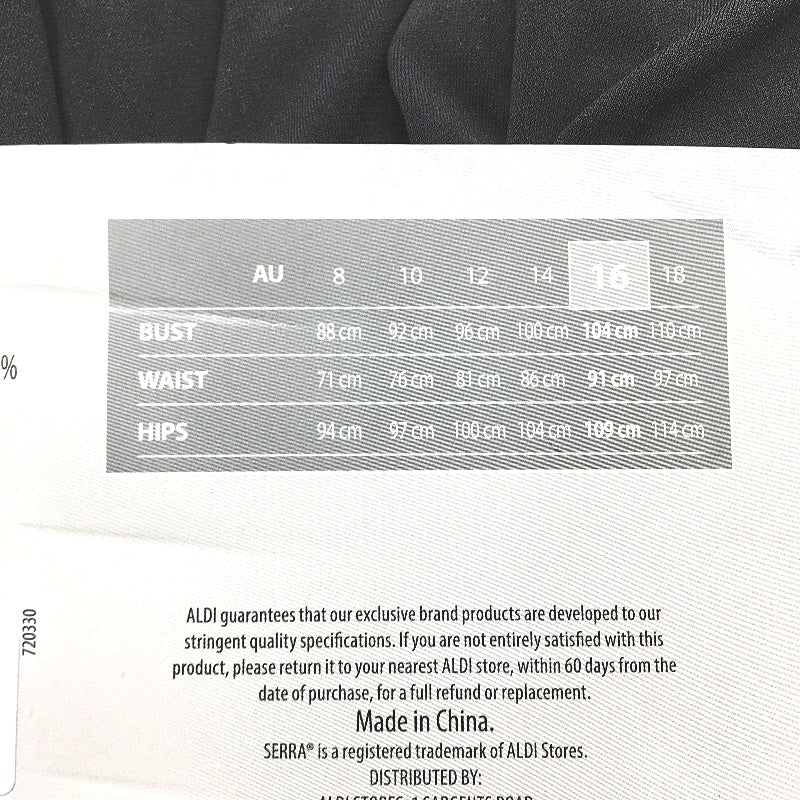 AU 8 10 12 14 16 18
BUST 88 cm 92 cm 96 cm 100 cm 104 cm 110 cm
WAIST 71 cm 76 cm 81 cm 86 cm 91 cm 97 cm
HIPS 94 cm 97 cm 100 cm 104 cm 109 cm 114 cm
%
720330
ALDI guarantees that our exclusive brand products are developed to our
stringent quality specifications. If you are not entirely satisfied with this
product, please return it to your nearest ALDI store, within 60 days from the
date of purchase, for a full refund or replacement.
Made in China.
SERRA® is a registered trademark of ALDI Stores.
DISTRIBUTED BY:
ALDI STORES, 1 SARGENTS ROAD